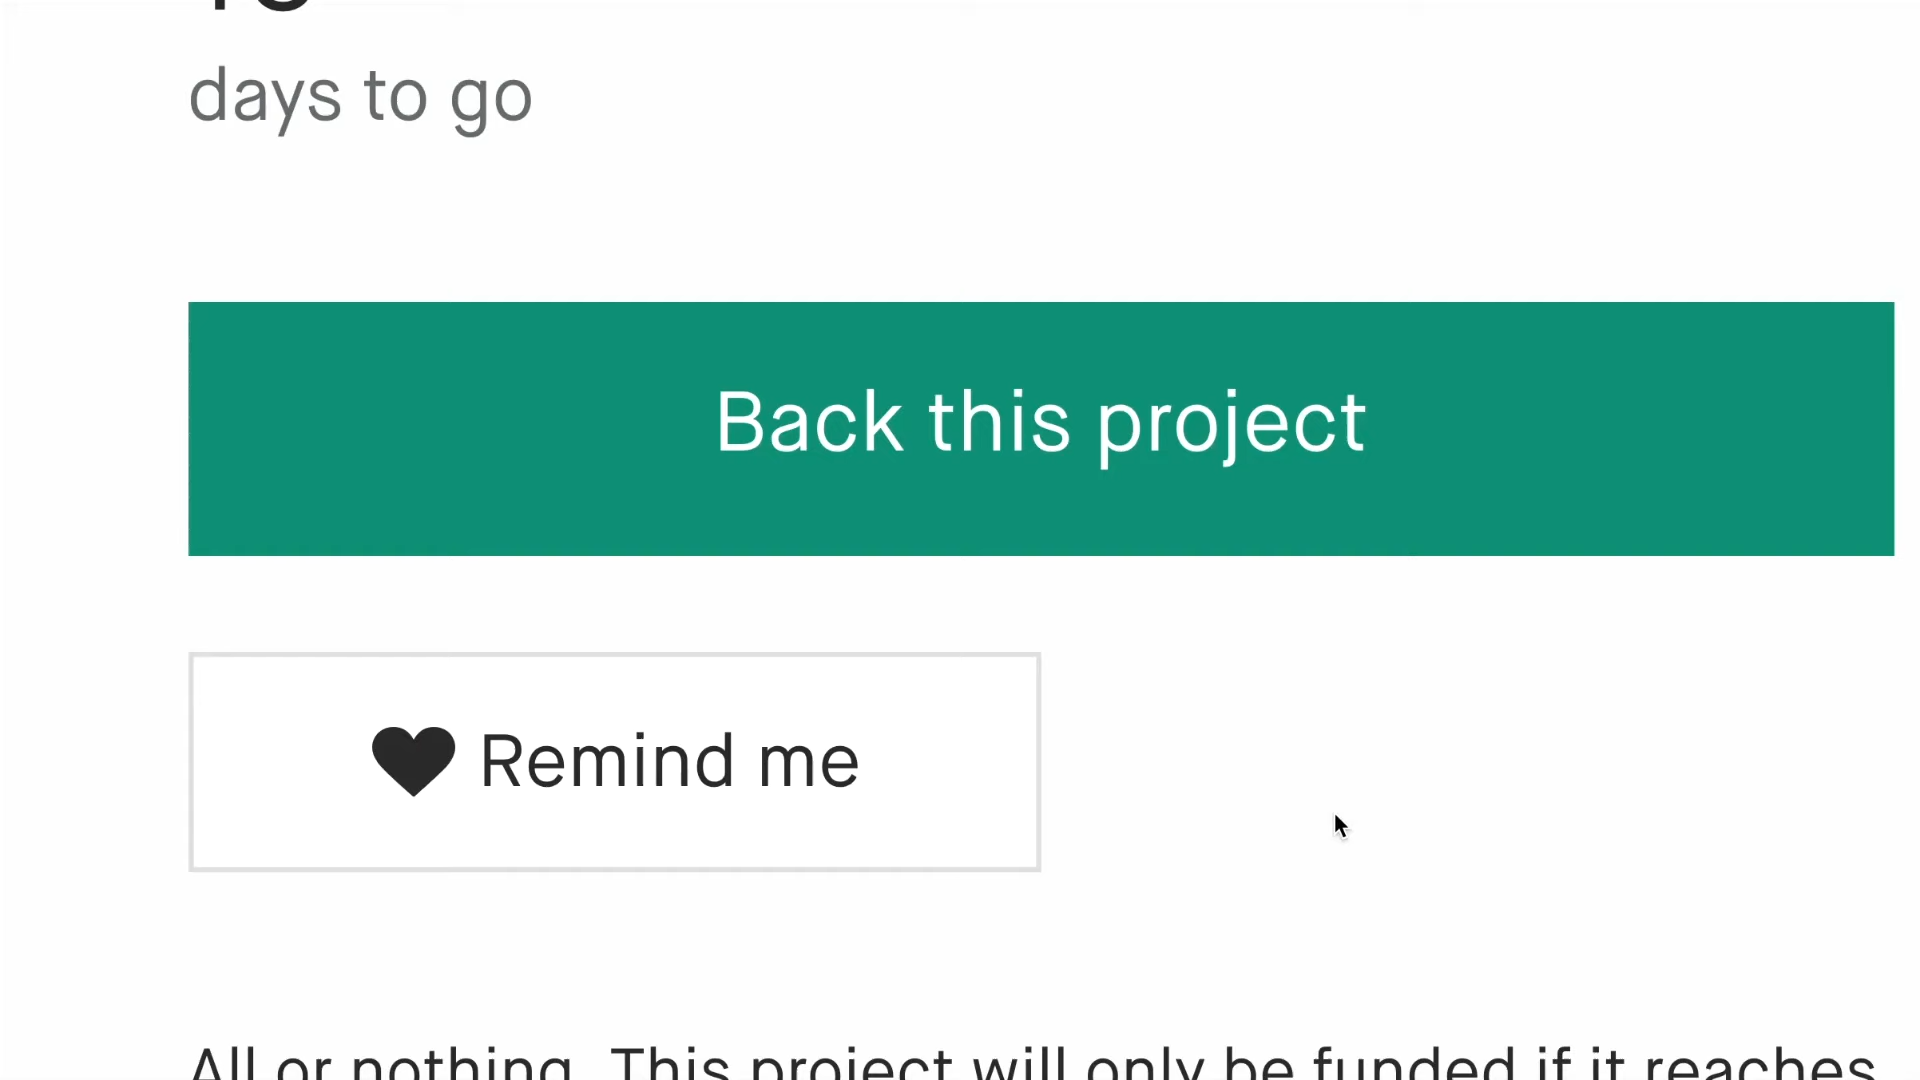 days to go
Back this project
Remind me
All or nothing. This project will only be funded if it reaches